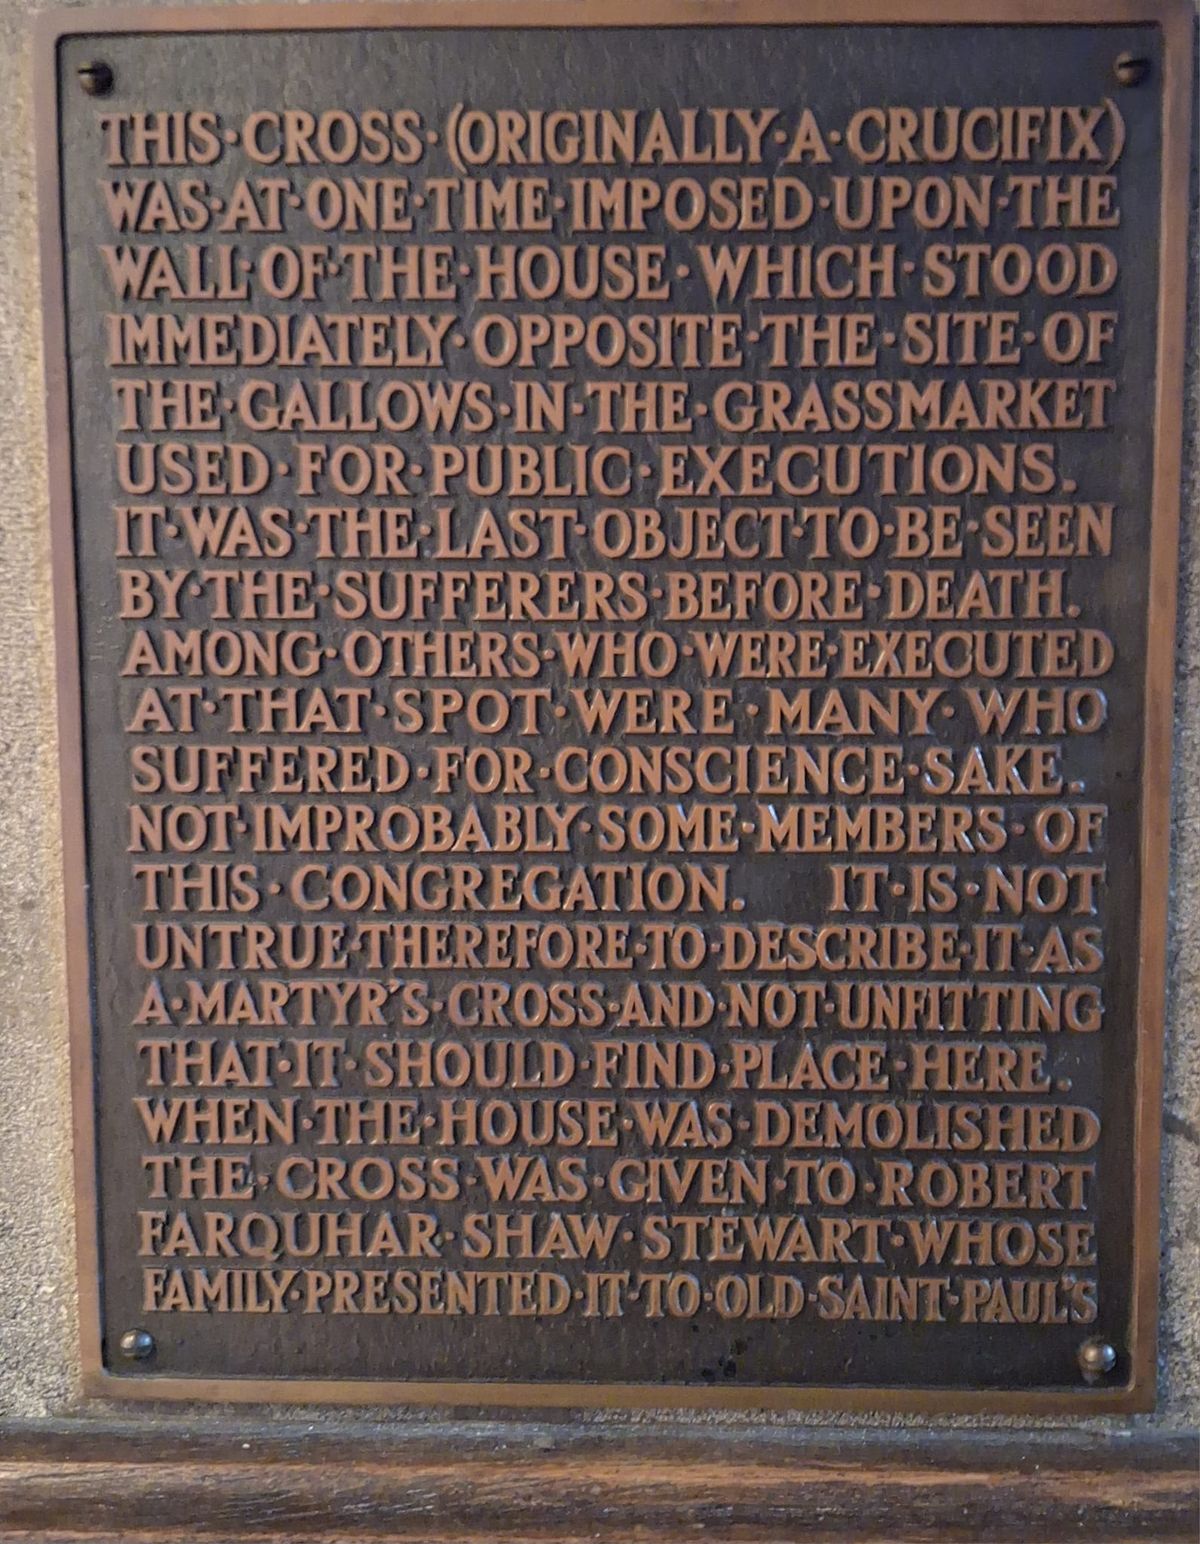 THIS·CROSS·(ORIGINALLY·A·CRUCIFIX)
WAS·AT·ONE·TIME·IMPOSED·UPON·THE
WALL·OF·THE·HOUSE·WHICH·STOOD
IMMEDIATELY·OPPOSITE·THE·SITE·OF
THE·GALLOWS·IN·THE·GRASSMARKET
USED·FOR·PUBLIC·EXECUTIONS.
IT·WAS·THE·LAST·OBJECT·TO·BE·SEEN
BY·THE·SUFFERERS·BEFORE·DEATH.
AMONG·OTHERS·WHO·WERE·EXECUTED
AT·THAT·SPOT·WERE·MANY·WHO
SUFFERED·FOR·CONSCIENCE·SAKE.
NOT·IMPROBABLY·SOME·MEMBERS·OF
THIS·CONGREGATION. IT·IS·NOT
UNTRUE·THEREFORE·TO·DESCRIBE·IT·AS
A·MARTYR'S·CROSS·AND·NOT·UNFITTING
THAT·IT·SHOULD·FIND·PLACE·HERE.
WHEN·THE·HOUSE·WAS·DEMOLISHED
THE·CROSS·WAS·GIVEN·TO·ROBERT
FARQUHAR·SHAW·STEWART·WHOSE
FAMILY·PRESENTED·IT·TO·OLD·SAINT·PAUL'S